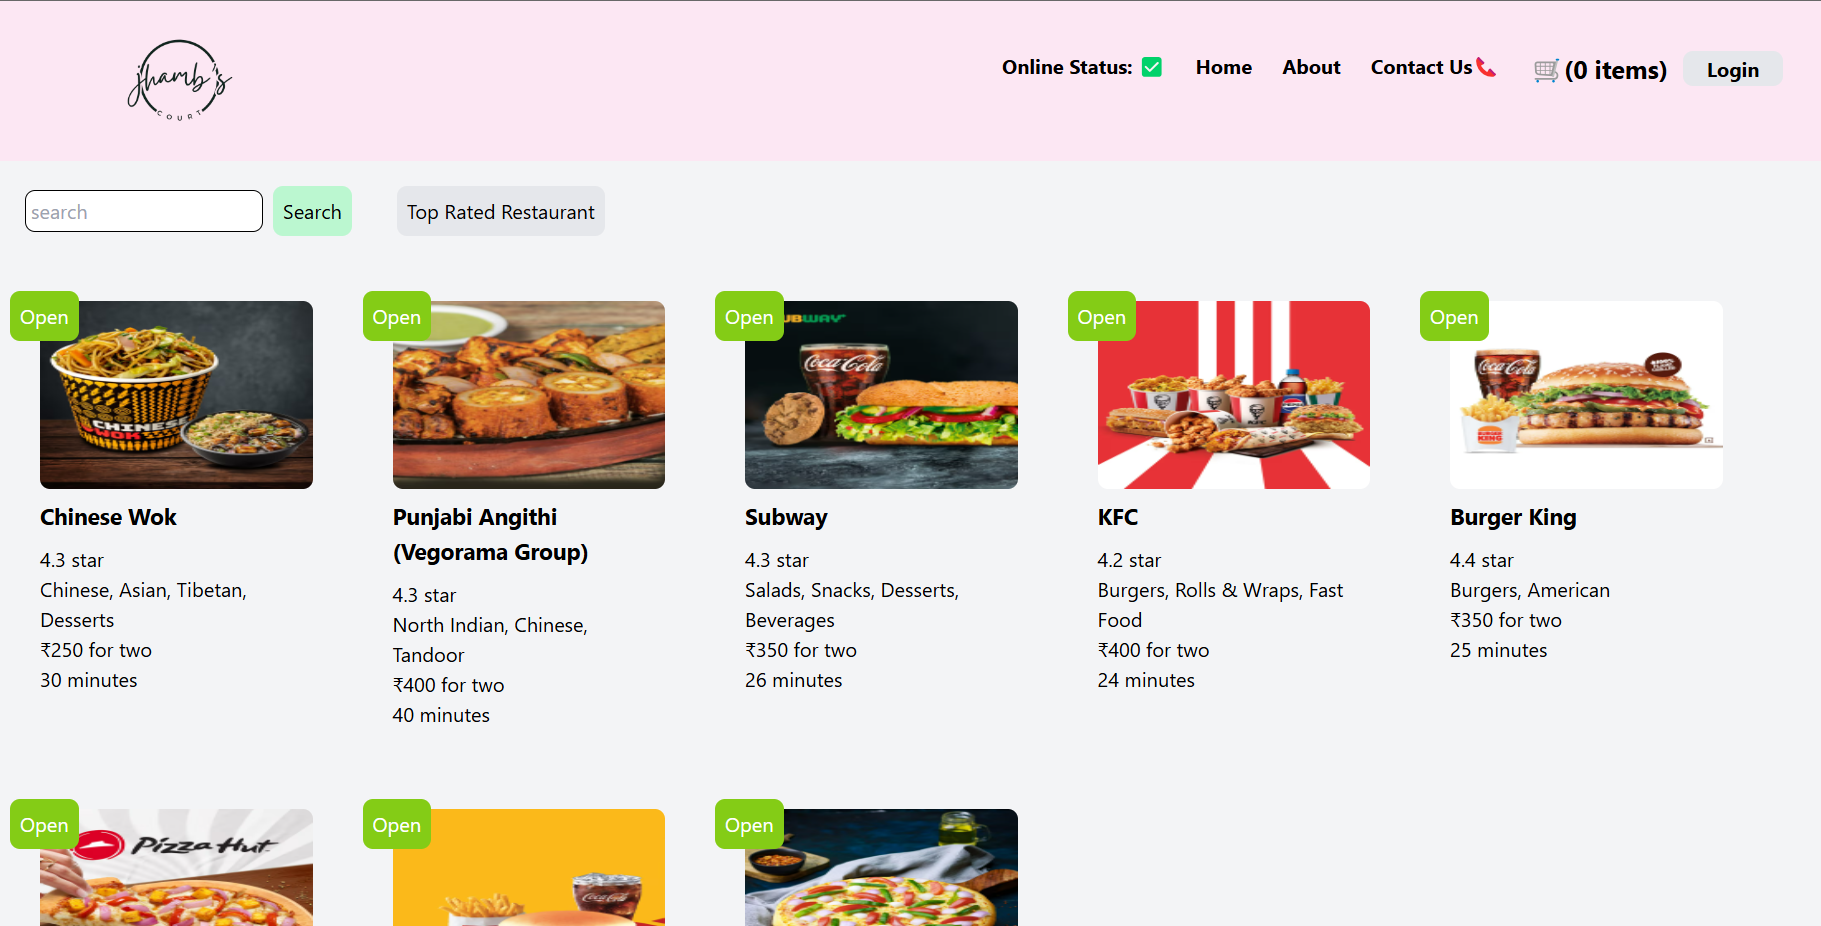 jhamb's
COURT
Online Status: ✅
Home
About
Contact Us📞
🛒(0 items)
Login
search
Search
Top Rated Restaurant
Open
Open
Open
Open
Open
CHINESE
WOK
UBWAY
Coca-Cola
KFC
Coca-Cola
BURGER
KING
Chinese Wok
4.3 star
Chinese, Asian, Tibetan,
Desserts
₹250 for two
30 minutes
Punjabi Angithi
(Vegorama Group)
4.3 star
North Indian, Chinese,
Tandoor
₹400 for two
40 minutes
Subway
4.3 star
Salads, Snacks, Desserts,
Beverages
₹350 for two
26 minutes
KFC
4.2 star
Burgers, Rolls & Wraps, Fast
Food
₹400 for two
24 minutes
Burger King
4.4 star
Burgers, American
₹350 for two
25 minutes
Open
Open
Open
Pizza Hut
Coca-Cola